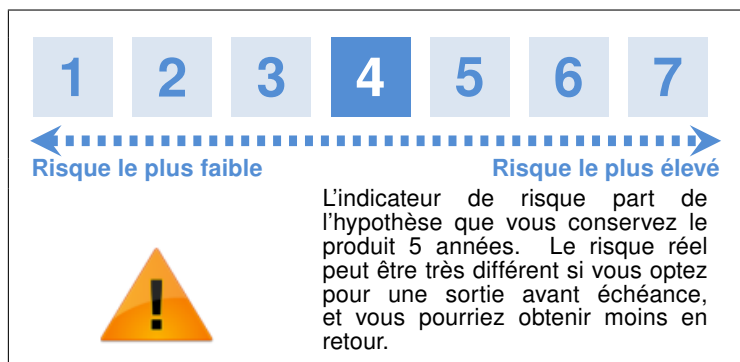 1 2 3 4 5 6 7
Risque le plus faible Risque le plus élevé
L'indicateur de risque part de
l'hypothèse que vous conservez le
produit 5 années. Le risque réel
peut être très différent si vous optez
pour une sortie avant échéance,
et vous pourriez obtenir moins en
retour.